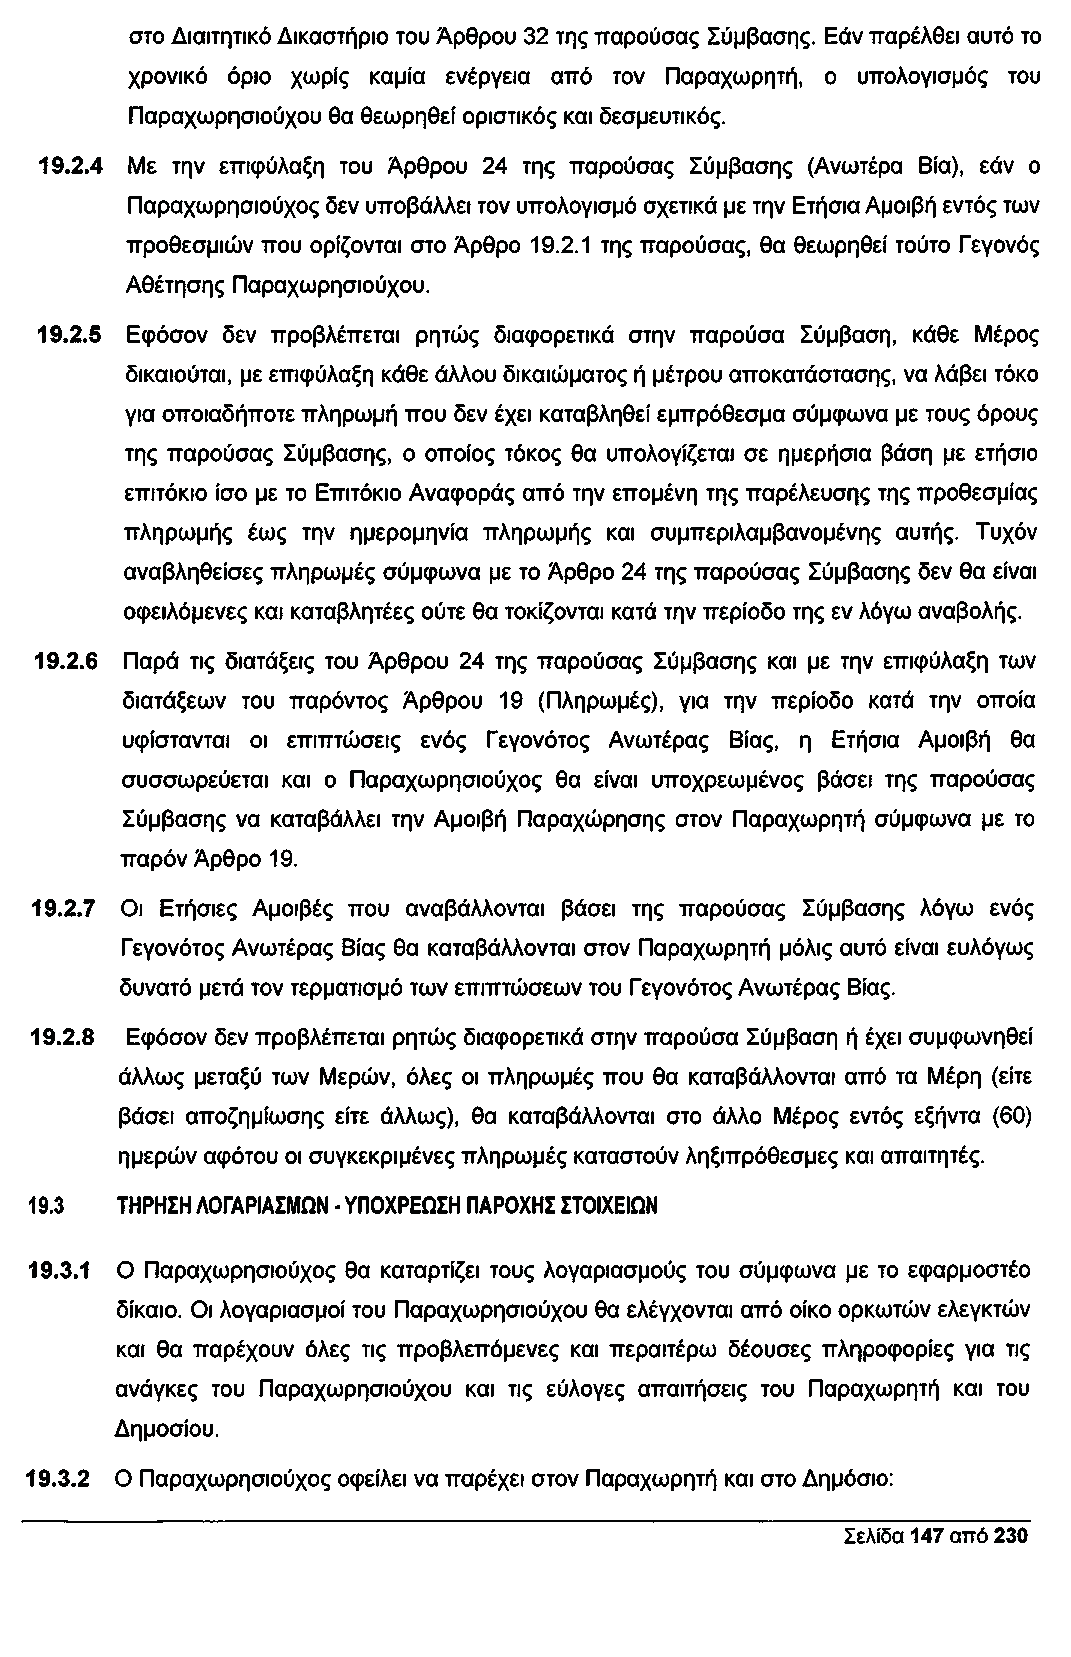 στο Διαιτητικό Δικαστήριο του Άρθρου 32 της παρούσας Σύμβασης. Εάν παρέλθει αυτό το
χρονικό όριο χωρίς καμία ενέργεια από τον Παραχωρητή, ο υπολογισμός του
Παραχωρησιούχου θα θεωρηθεί οριστικός και δεσμευτικός.
19.2.4 Με την επιφύλαξη του Άρθρου 24 της παρούσας Σύμβασης (Ανωτέρα Βία), εάν ο
Παραχωρησιούχος δεν υποβάλλει τον υπολογισμό σχετικά με την Ετήσια Αμοιβή εντός των
προθεσμιών που ορίζονται στο Άρθρο 19.2.1 της παρούσας, θα θεωρηθεί τούτο Γεγονός
Αθέτησης Παραχωρησιούχου.
19.2.5 Εφόσον δεν προβλέπεται ρητώς διαφορετικά στην παρούσα Σύμβαση, κάθε Μέρος
δικαιούται, με επιφύλαξη κάθε άλλου δικαιώματος ή μέτρου αποκατάστασης, να λάβει τόκο
για οποιαδήποτε πληρωμή που δεν έχει καταβληθεί εμπρόθεσμα σύμφωνα με τους όρους
της παρούσας Σύμβασης, ο οποίος τόκος θα υπολογίζεται σε ημερήσια βάση με ετήσιο
επιτόκιο ίσο με το Επιτόκιο Αναφοράς από την επομένη της παρέλευσης της προθεσμίας
πληρωμής έως την ημερομηνία πληρωμής και συμπεριλαμβανομένης αυτής. Τυχόν
αναβληθείσες πληρωμές σύμφωνα με το Άρθρο 24 της παρούσας Σύμβασης δεν θα είναι
οφειλόμενες και καταβλητέες ούτε θα τοκίζονται κατά την περίοδο της εν λόγω αναβολής.
19.2.6 Παρά τις διατάξεις του Άρθρου 24 της παρούσας Σύμβασης και με την επιφύλαξη των
διατάξεων του παρόντος Άρθρου 19 (Πληρωμές), για την περίοδο κατά την οποία
υφίστανται οι επιπτώσεις ενός Γεγονότος Ανωτέρας Βίας, η Ετήσια Αμοιβή θα
συσσωρεύεται και ο Παραχωρησιούχος θα είναι υποχρεωμένος βάσει της παρούσας
Σύμβασης να καταβάλλει την Αμοιβή Παραχώρησης στον Παραχωρητή σύμφωνα με το
παρόν Άρθρο 19.
19.2.7 Οι Ετήσιες Αμοιβές που αναβάλλονται βάσει της παρούσας Σύμβασης λόγω ενός
Γεγονότος Ανωτέρας Βίας θα καταβάλλονται στον Παραχωρητή μόλις αυτό είναι ευλόγως
δυνατό μετά τον τερματισμό των επιπτώσεων του Γεγονότος Ανωτέρας Βίας.
19.2.8 Εφόσον δεν προβλέπεται ρητώς διαφορετικά στην παρούσα Σύμβαση ή έχει συμφωνηθεί
άλλως μεταξύ των Μερών, όλες οι πληρωμές που θα καταβάλλονται από τα Μέρη (είτε
βάσει αποζημίωσης είτε άλλως), θα καταβάλλονται στο άλλο Μέρος εντός εξήντα (60)
ημερών αφότου οι συγκεκριμένες πληρωμές καταστούν ληξιπρόθεσμες και απαιτητές.
19.3 ΤΗΡΗΣΗ ΛΟΓΑΡΙΑΣΜΩΝ - ΥΠΟΧΡΕΩΣΗ ΠΑΡΟΧΗΣ ΣΤΟΙΧΕΙΩΝ
19.3.1 Ο Παραχωρησιούχος θα καταρτίζει τους λογαριασμούς του σύμφωνα με το εφαρμοστέο
δίκαιο. Οι λογαριασμοί του Παραχωρησιούχου θα ελέγχονται από οίκο ορκωτών ελεγκτών
και θα παρέχουν όλες τις προβλεπόμενες και περαιτέρω δέουσες πληροφορίες για τις
ανάγκες του Παραχωρησιούχου και τις εύλογες απαιτήσεις του Παραχωρητή και του
Δημοσίου.
19.3.2 Ο Παραχωρησιούχος οφείλει να παρέχει στον Παραχωρητή και στο Δημόσιο:
Σελίδα 147 από 230